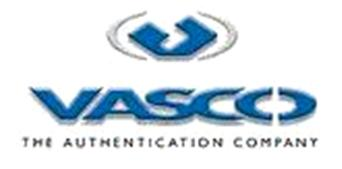 VASCO
THE AUTHENTICATION COMPANY